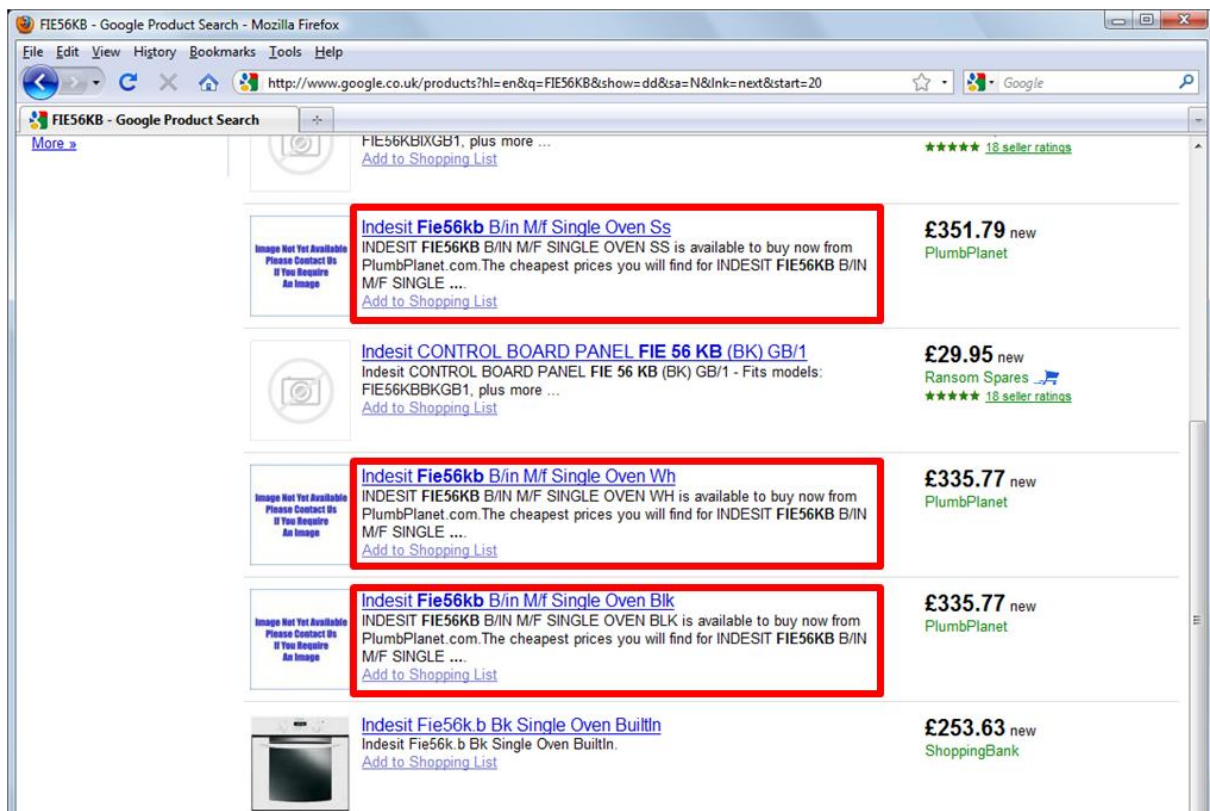 FIE56KB - Google Product Search - Mozilla Firefox
File Edit View History Bookmarks Tools Help
http://www.google.co.uk/products?hl=en&q=FIE56KB&show=dd&sa=N&lnk=next&start=20
Google
FIE56KB - Google Product Search
More »
FIE56KBIXGB1, plus more ...
Add to Shopping List
★★★★★ 18 seller ratings
Image Not Yet Available
Please Contact Us
If You Require
An Image
Indesit Fie56kb B/in M/f Single Oven Ss
INDESIT FIE56KB B/IN M/F SINGLE OVEN SS is available to buy now from
PlumbPlanet.com.The cheapest prices you will find for INDESIT FIE56KB B/IN
M/F SINGLE ....
Add to Shopping List
£351.79 new
PlumbPlanet
Indesit CONTROL BOARD PANEL FIE 56 KB (BK) GB/1
Indesit CONTROL BOARD PANEL FIE 56 KB (BK) GB/1 - Fits models:
FIE56KBBKGB1, plus more ...
Add to Shopping List
£29.95 new
Ransom Spares
★★★★★ 18 seller ratings
Image Not Yet Available
Please Contact Us
If You Require
An Image
Indesit Fie56kb B/in M/f Single Oven Wh
INDESIT FIE56KB B/IN M/F SINGLE OVEN WH is available to buy now from
PlumbPlanet.com.The cheapest prices you will find for INDESIT FIE56KB B/IN
M/F SINGLE ....
Add to Shopping List
£335.77 new
PlumbPlanet
Image Not Yet Available
Please Contact Us
If You Require
An Image
Indesit Fie56kb B/in M/f Single Oven Blk
INDESIT FIE56KB B/IN M/F SINGLE OVEN BLK is available to buy now from
PlumbPlanet.com.The cheapest prices you will find for INDESIT FIE56KB B/IN
M/F SINGLE ....
Add to Shopping List
£335.77 new
PlumbPlanet
Indesit Fie56k.b Bk Single Oven BuiltIn
Indesit Fie56k.b Bk Single Oven BuiltIn.
Add to Shopping List
£253.63 new
ShoppingBank